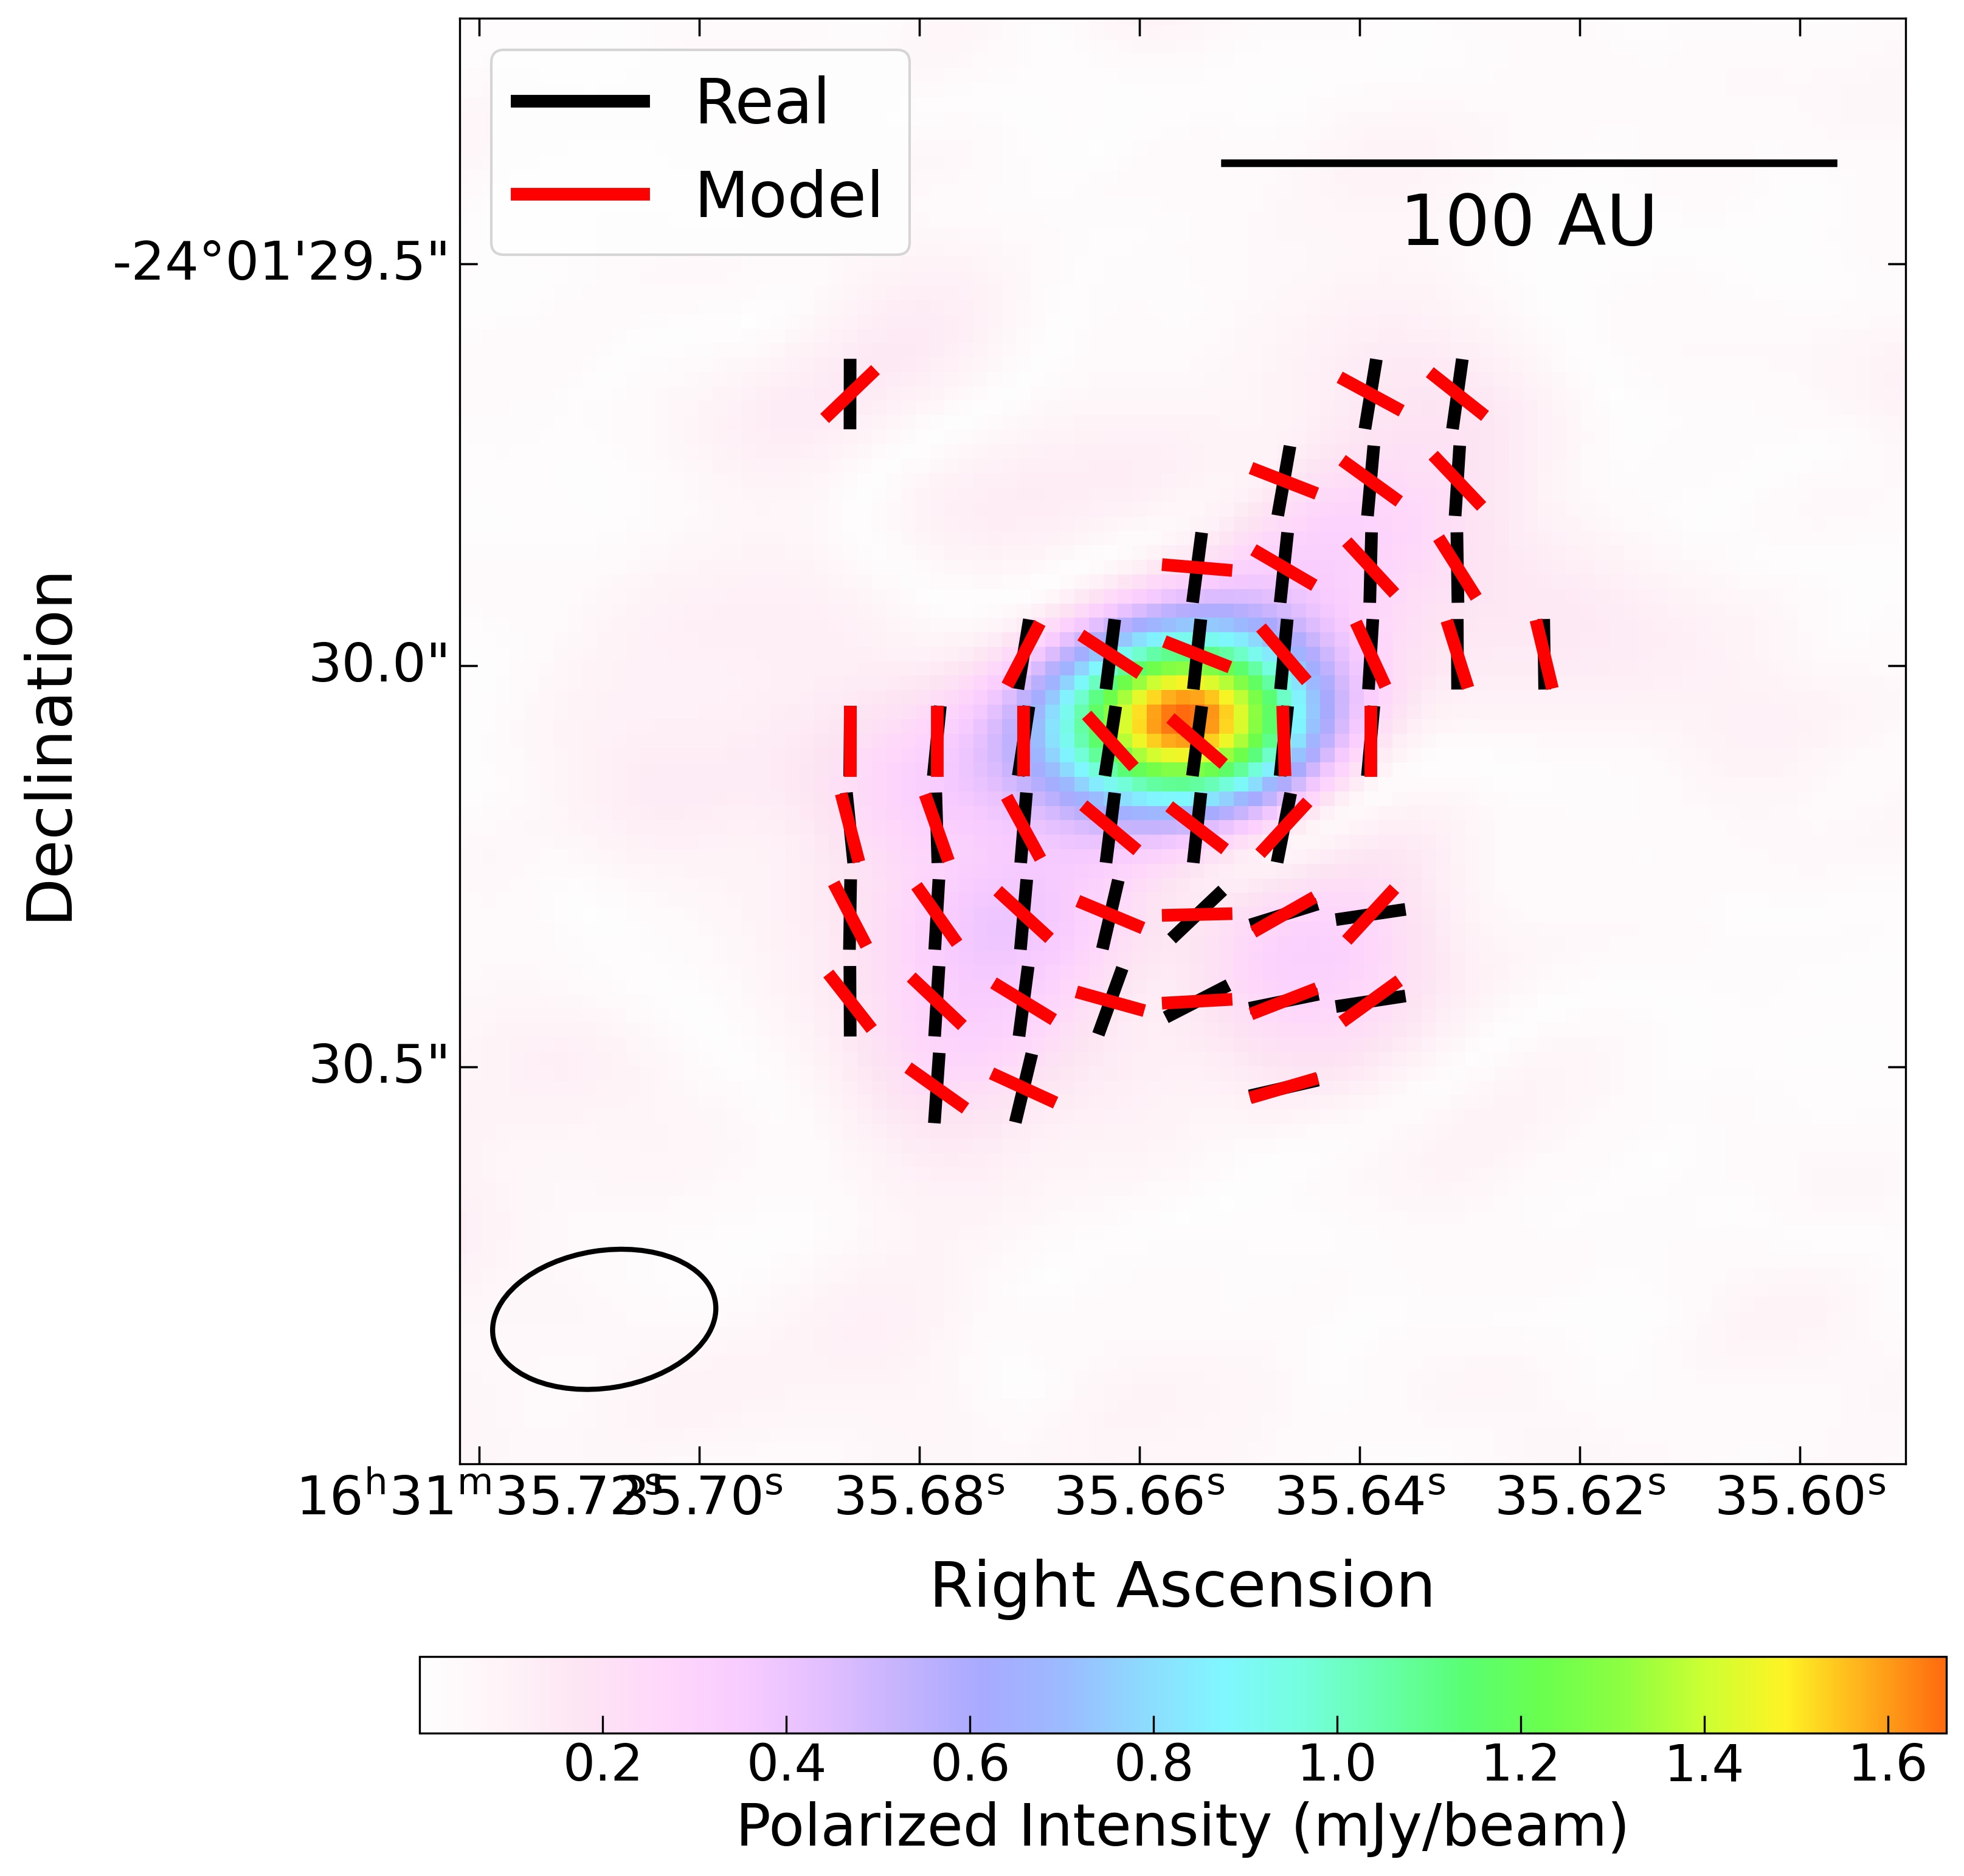 Real
Model
100 AU
-24°01'29.5"
30.0"
30.5"
Declination
16ʰ31ᵐ35.72ˢ 35.70ˢ 35.68ˢ 35.66ˢ 35.64ˢ 35.62ˢ 35.60ˢ
Right Ascension
0.2 0.4 0.6 0.8 1.0 1.2 1.4 1.6
Polarized Intensity (mJy/beam)